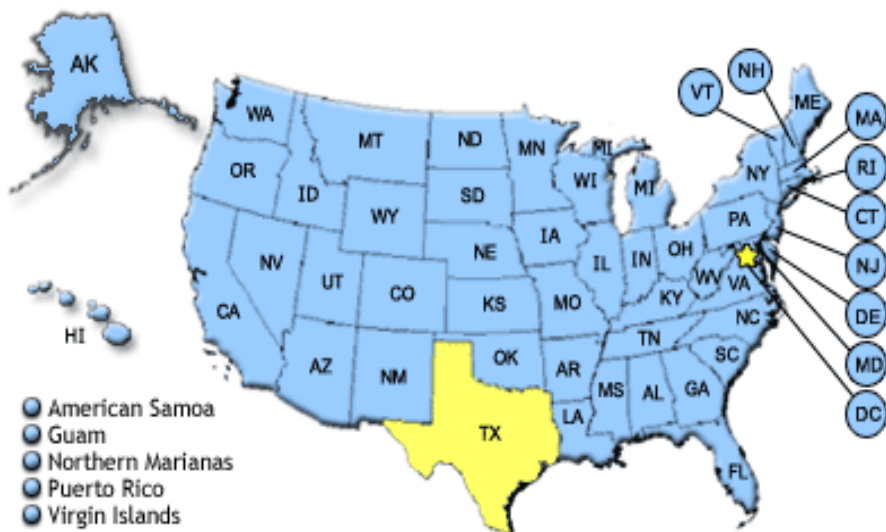 AK
WA
MT
ND
MN
MI
VT
NH
ME
MA
OR
ID
SD
WI
MI
NY
RI
WY
IA
PA
CT
NV
UT
NE
IL
IN
OH
NJ
CA
CO
KS
MO
KY
WV
VA
DE
HI
AZ
NM
OK
AR
TN
NC
MD
TX
LA
MS
AL
GA
SC
DC
FL
American Samoa
Guam
Northern Marianas
Puerto Rico
Virgin Islands